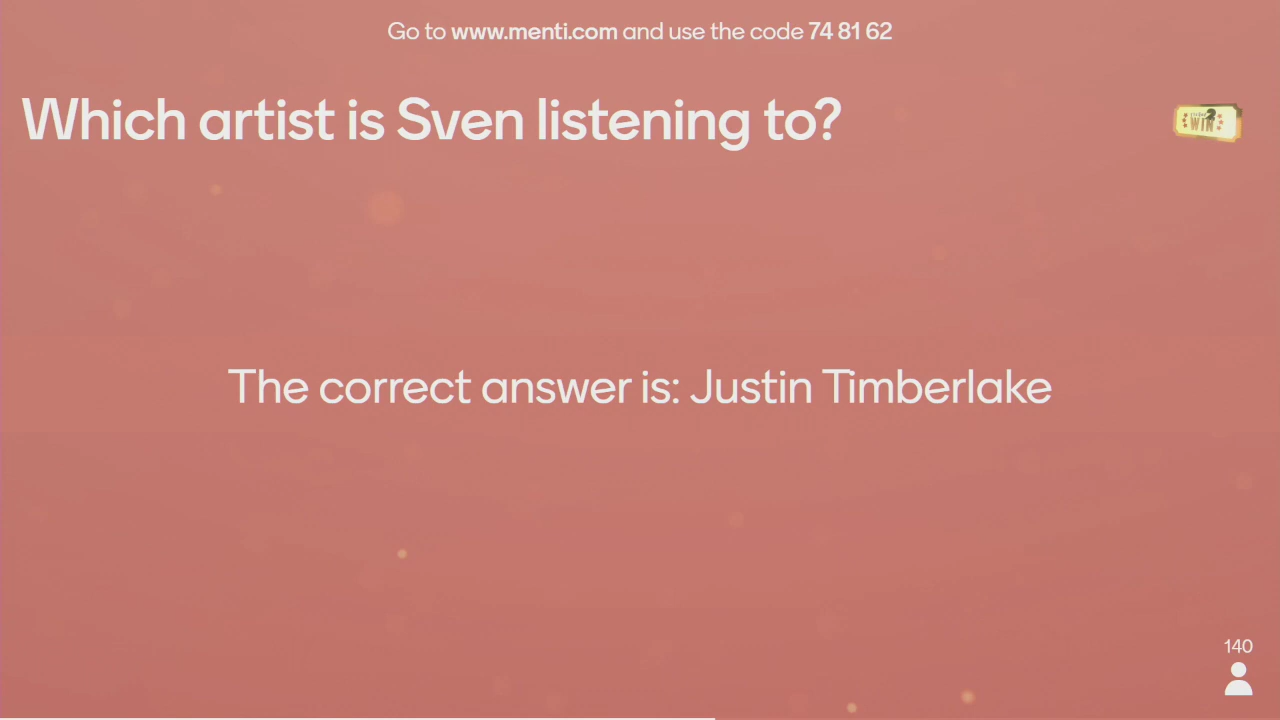 Go to www.menti.com and use the code 74 81 62
Which artist is Sven listening to?
WIN
The correct answer is: Justin Timberlake
140